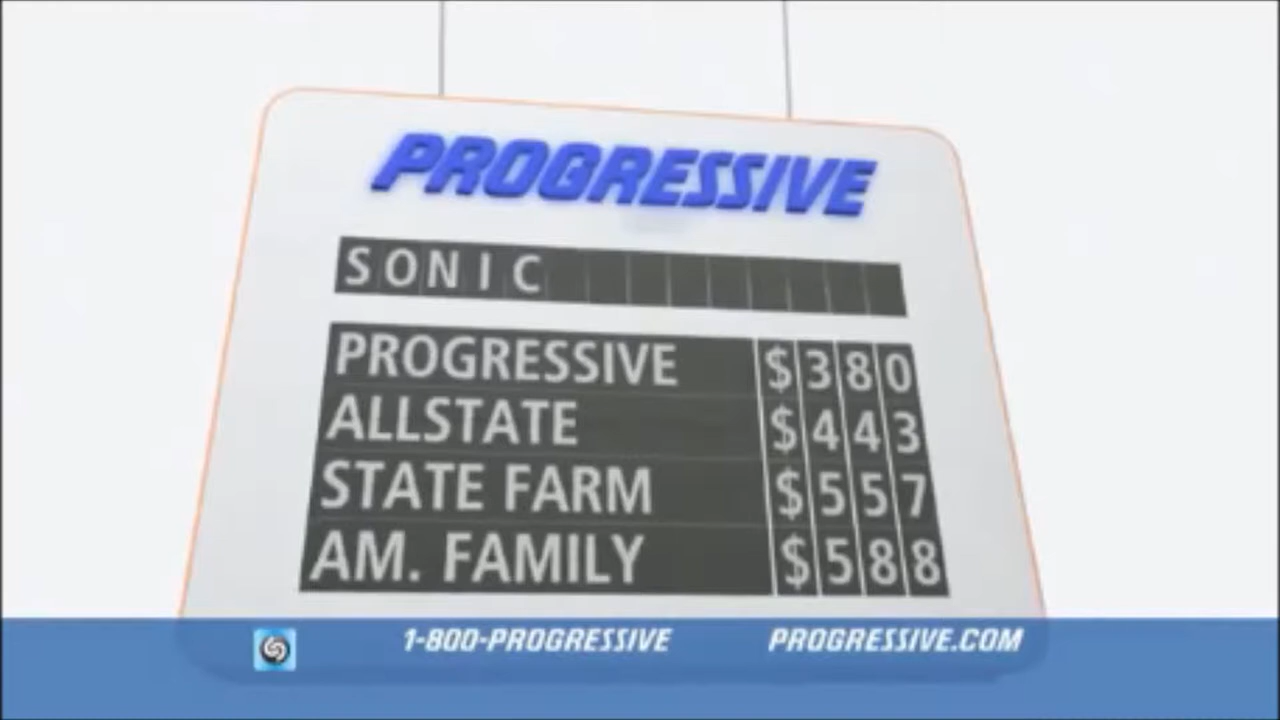 PROGRESSIVE
SONIC
PROGRESSIVE $380
ALLSTATE $443
STATE FARM $557
AM. FAMILY $588
1-800-PROGRESSIVE PROGRESSIVE.COM